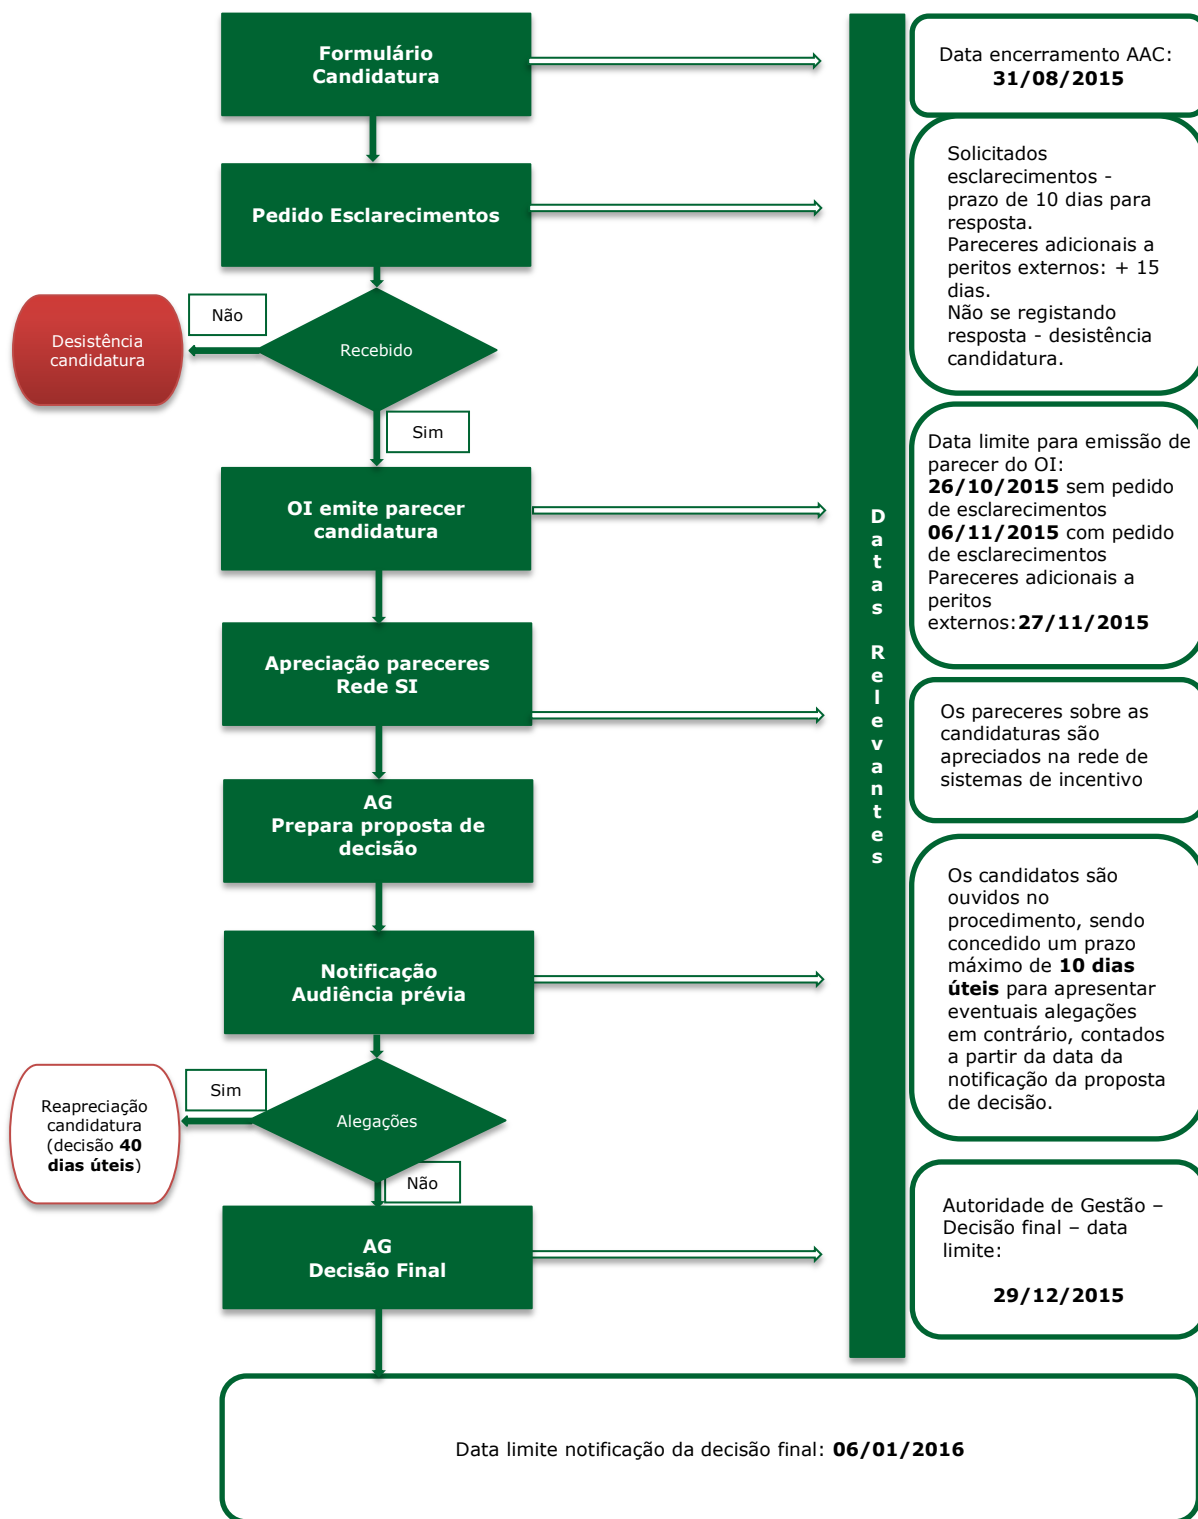 Formulário
Candidatura
Data encerramento AAC:
31/08/2015
Pedido Esclarecimentos
Solicitados
esclarecimentos -
prazo de 10 dias para
resposta.
Pareceres adicionais a
peritos externos: + 15
dias.
Não se registando
resposta - desistência
candidatura.
Não
Desistência
candidatura
Recebido
Sim
OI emite parecer
candidatura
Data limite para emissão de
parecer do OI:
26/10/2015 sem pedido
de esclarecimentos
06/11/2015 com pedido
de esclarecimentos
Pareceres adicionais a
peritos
externos:27/11/2015
Datas Relevantes
Apreciação pareceres
Rede SI
Os pareceres sobre as
candidaturas são
apreciados na rede de
sistemas de incentivo
AG
Prepara proposta de
decisão
Notificação
Audiência prévia
Os candidatos são
ouvidos no
procedimento, sendo
concedido um prazo
máximo de 10 dias
úteis para apresentar
eventuais alegações
em contrário, contados
a partir da data da
notificação da proposta
de decisão.
Sim
Reapreciação
candidatura
(decisão 40
dias úteis)
Alegações
Não
AG
Decisão Final
Autoridade de Gestão –
Decisão final – data
limite:
29/12/2015
Data limite notificação da decisão final: 06/01/2016